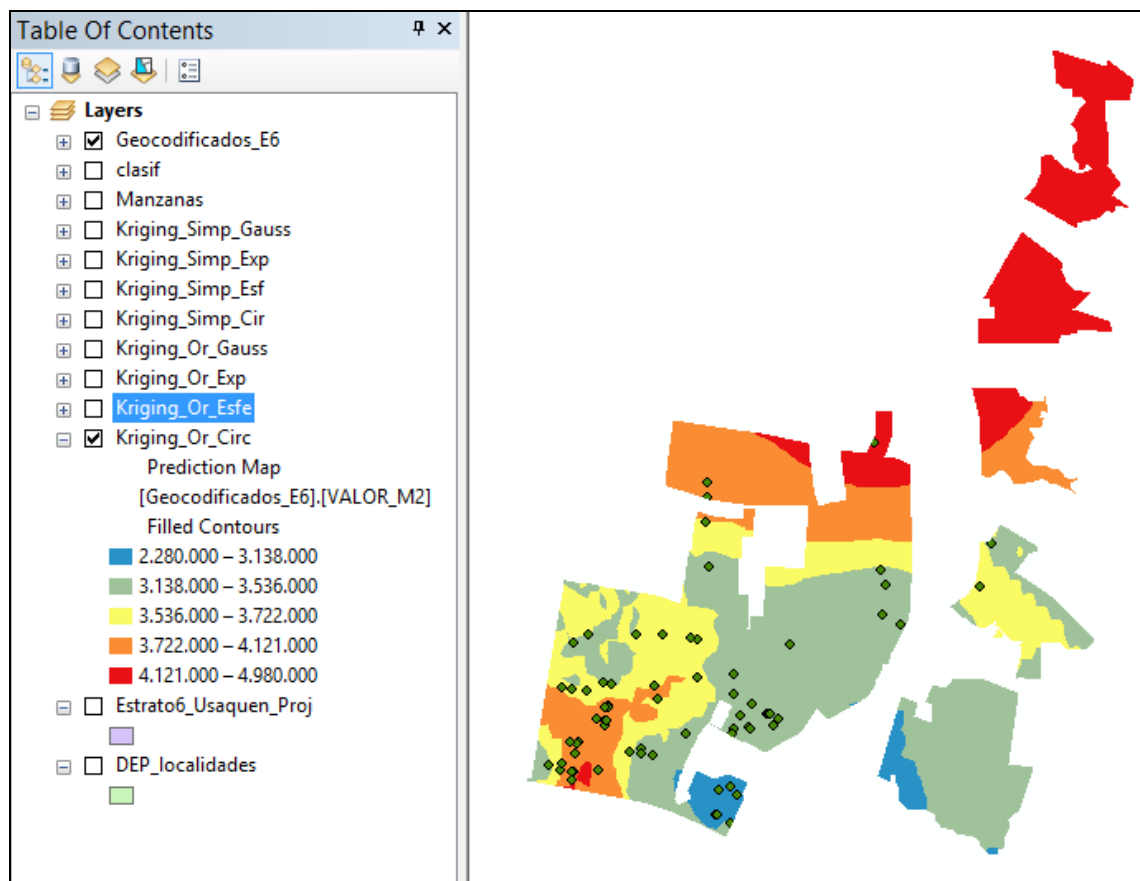 Table Of Contents
Layers
Geocodificados_E6
clasif
Manzanas
Kriging_Simp_Gauss
Kriging_Simp_Exp
Kriging_Simp_Esf
Kriging_Simp_Cir
Kriging_Or_Gauss
Kriging_Or_Exp
Kriging_Or_Esfe
Kriging_Or_Circ
Prediction Map
[Geocodificados_E6].[VALOR_M2]
Filled Contours
2.280.000 – 3.138.000
3.138.000 – 3.536.000
3.536.000 – 3.722.000
3.722.000 – 4.121.000
4.121.000 – 4.980.000
Estrato6_Usaquen_Proj
DEP_localidades